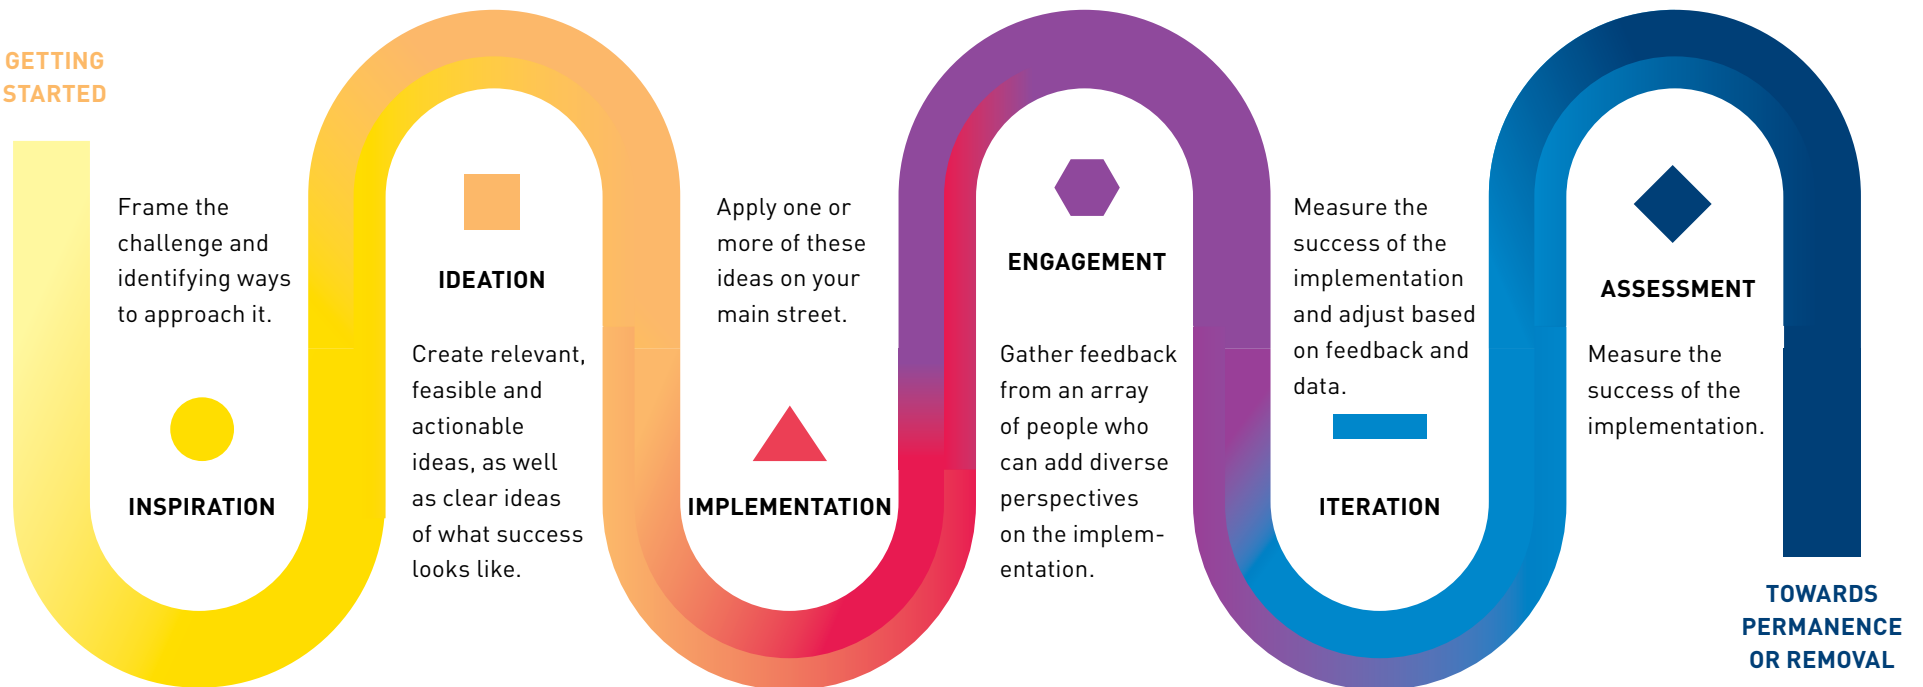 GETTING
STARTED
Frame the
challenge and
identifying ways
to approach it.
INSPIRATION
IDEATION
Create relevant,
feasible and
actionable
ideas, as well
as clear ideas
of what success
looks like.
Apply one or
more of these
ideas on your
main street.
IMPLEMENTATION
ENGAGEMENT
Gather feedback
from an array
of people who
can add diverse
perspectives
on the implem-
entation.
Measure the
success of the
implementation
and adjust based
on feedback and
data.
ITERATION
ASSESSMENT
Measure the
success of the
implementation.
TOWARDS
PERMANENCE
OR REMOVAL